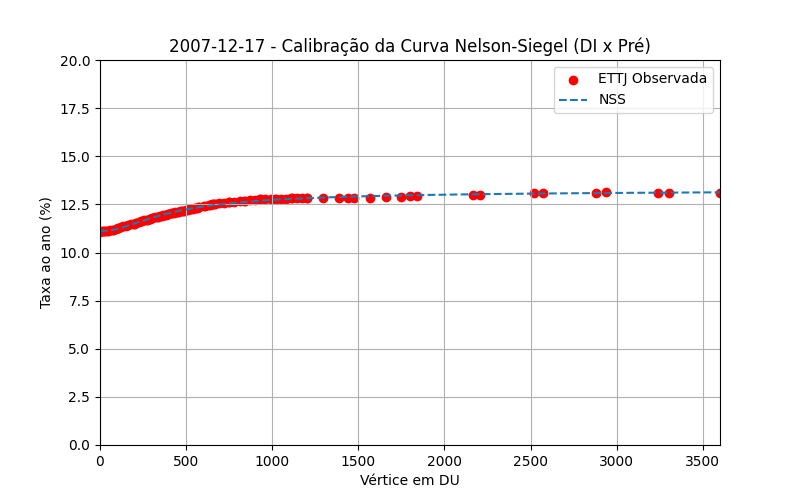 2007-12-17 - Calibração da Curva Nelson-Siegel (DI x Pré)
20.0
17.5
15.0
12.5
10.0
7.5
5.0
2.5
0.0
Taxa ao ano (%)
ETTJ Observada
NSS
0 500 1000 1500 2000 2500 3000 3500
Vértice em DU